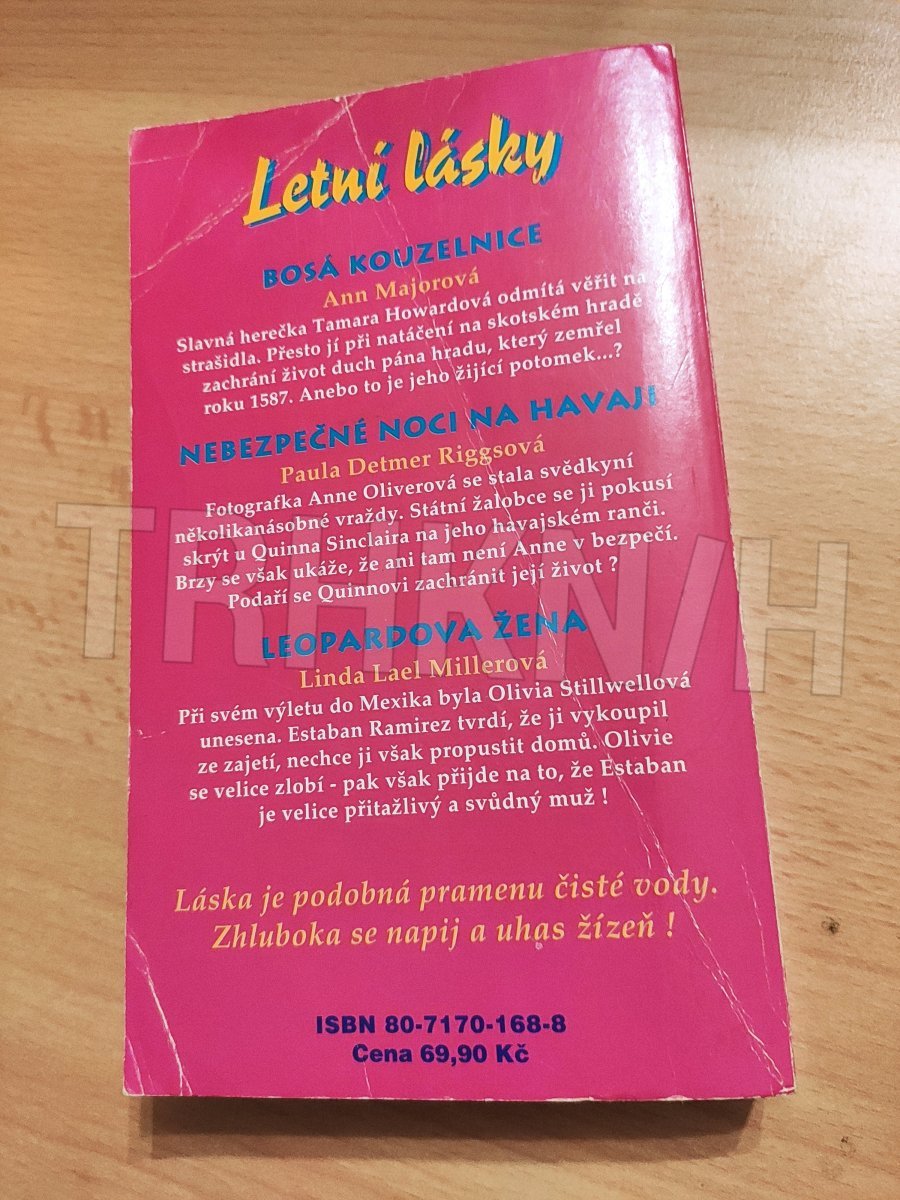 Letní lásky
BOSÁ KOUZELNICE
Ann Majorová
Slavná herečka Tamara Howardová odmítá věřit na
strašidla. Přesto jí při natáčení na skotském hradě
zachrání život duch pána hradu, který zemřel
roku 1587. Anebo to je jeho žijící potomek...?
NEBEZPEČNÉ NOCI NA HAVAJI
Paula Detmer Riggsová
Fotografka Anne Oliverová se stala svědkyní
několikanásobné vraždy. Státní žalobce se ji pokusí
skrýt u Quinna Sinclaira na jeho havajském ranči.
Brzy se však ukáže, že ani tam není Anne v bezpečí.
Podaří se Quinnovi zachránit její život ?
TRHKNIH
LEOPARDOVA ŽENA
Linda Lael Millerová
Při svém výletu do Mexika byla Olivia Stillwellová
unesena. Estaban Ramirez tvrdí, že ji vykoupil
ze zajetí, nechce ji však propustit domů. Olivie
se velice zlobí - pak však přijde na to, že Estaban
je velice přitažlivý a svůdný muž !
Láska je podobná pramenu čisté vody.
Zhluboka se napij a uhas žízeň !
ISBN 80-7170-168-8
Cena 69,90 Kč